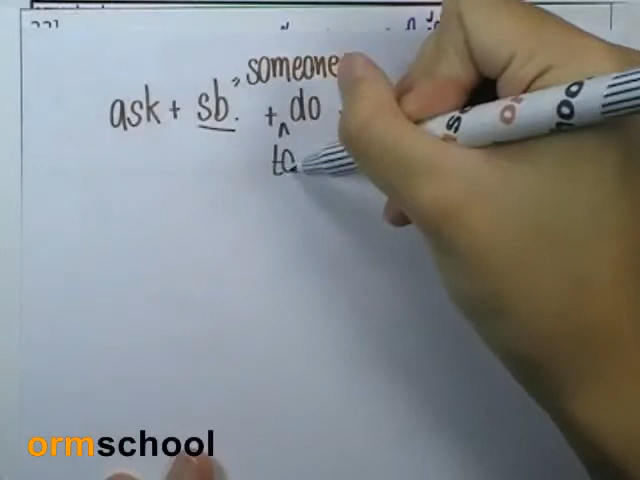 someone
ask + sb. + do
to
ormschool